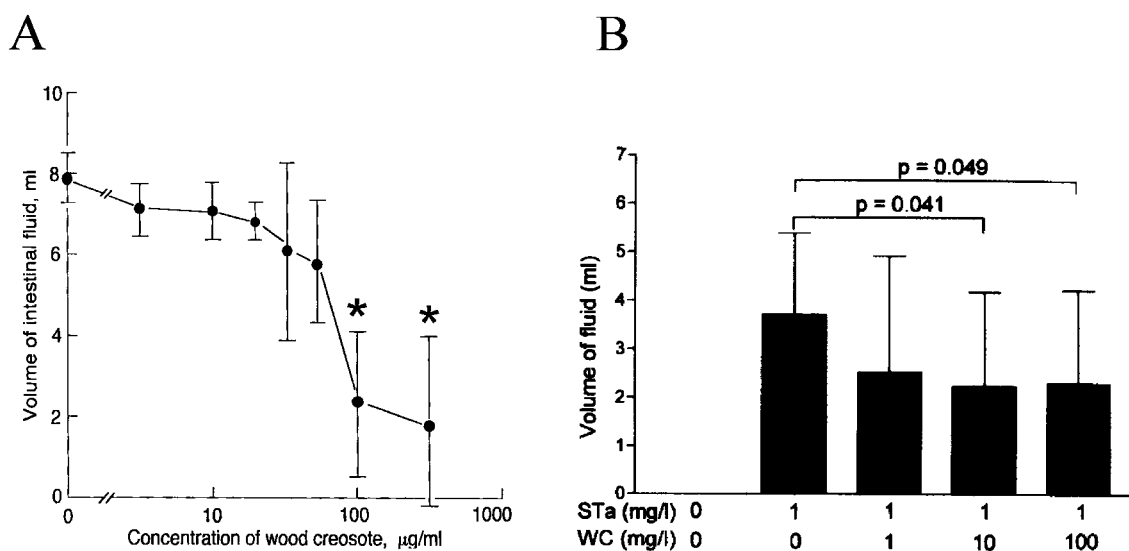 A
B
10
8
6
4
2
0
Volume of intestinal fluid, ml
* *
0 10 100 1000
Concentration of wood creosote, µg/ml
7
6
5
4
3
2
1
0
Volume of fluid (ml)
p = 0.049
p = 0.041
STa (mg/l) 0 1 1 1 1
WC (mg/l) 0 0 1 10 100